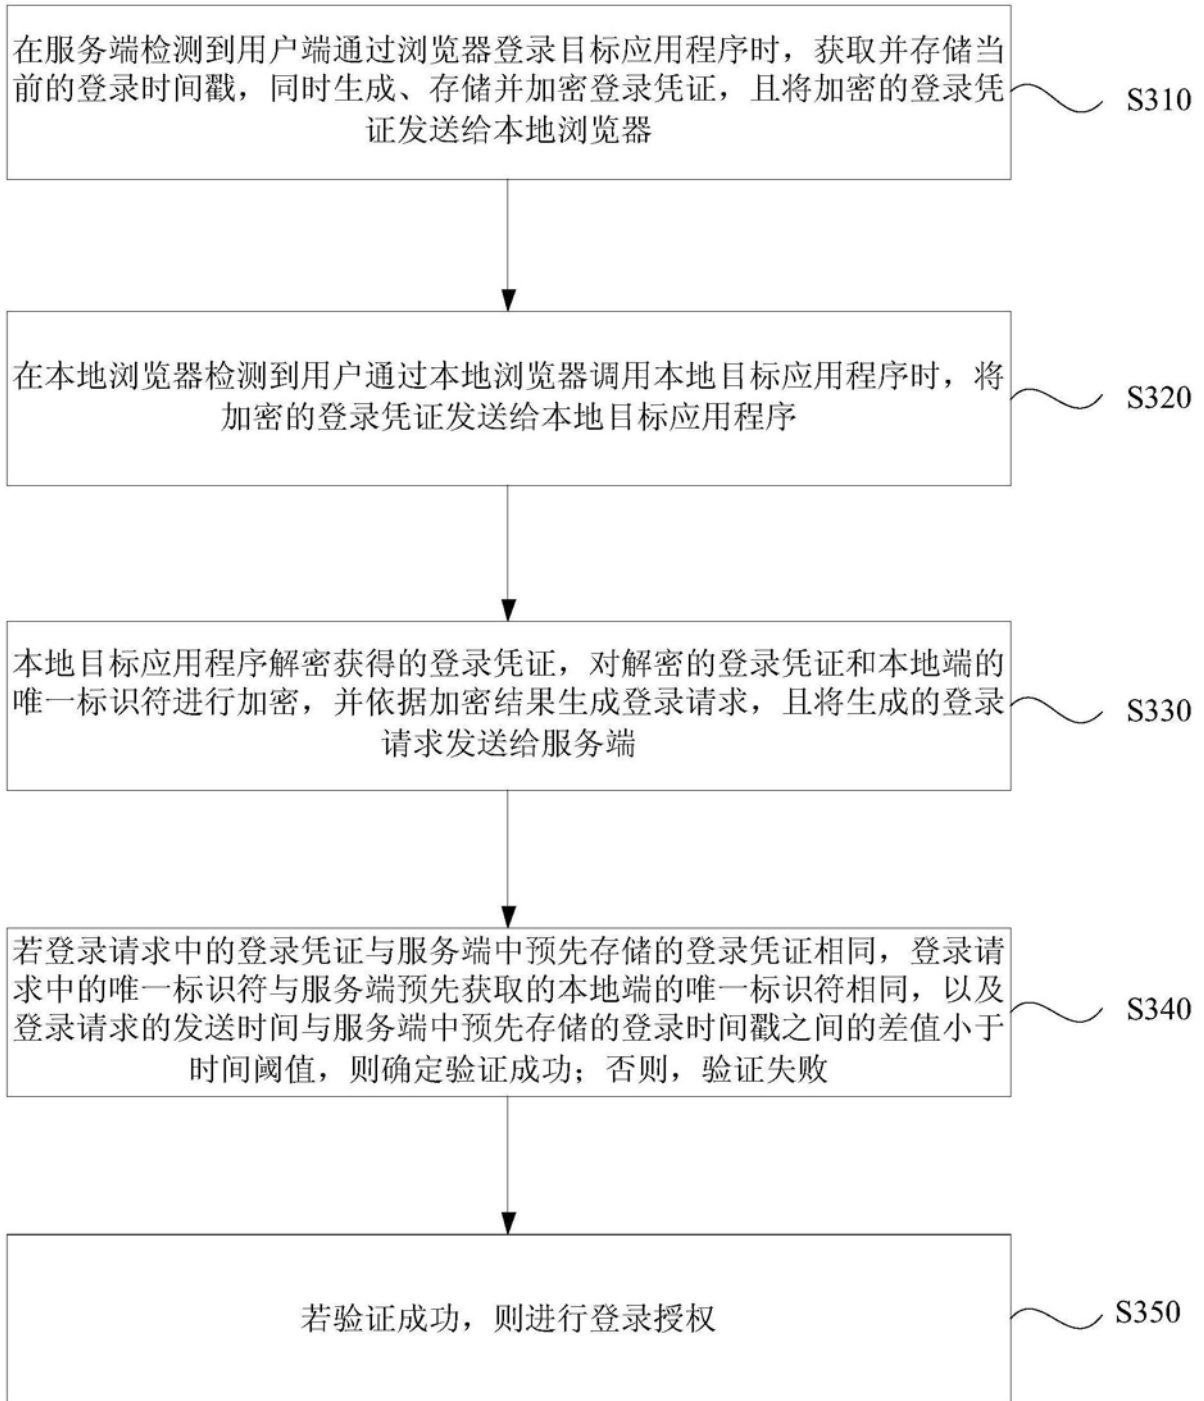 在服务端检测到用户端通过浏览器登录目标应用程序时，获取并存储当
前的登录时间戳，同时生成、存储并加密登录凭证，且将加密的登录凭
证发送给本地浏览器
S310
在本地浏览器检测到用户通过本地浏览器调用本地目标应用程序时，将
加密的登录凭证发送给本地目标应用程序
S320
本地目标应用程序解密获得的登录凭证，对解密的登录凭证和本地端的
唯一标识符进行加密，并依据加密结果生成登录请求，且将生成的登录
请求发送给服务端
S330
若登录请求中的登录凭证与服务端中预先存储的登录凭证相同，登录请
求中的唯一标识符与服务端预先获取的本地端的唯一标识符相同，以及
登录请求的发送时间与服务端中预先存储的登录时间戳之间的差值小于
时间阈值，则确定验证成功；否则，验证失败
S340
若验证成功，则进行登录授权
S350